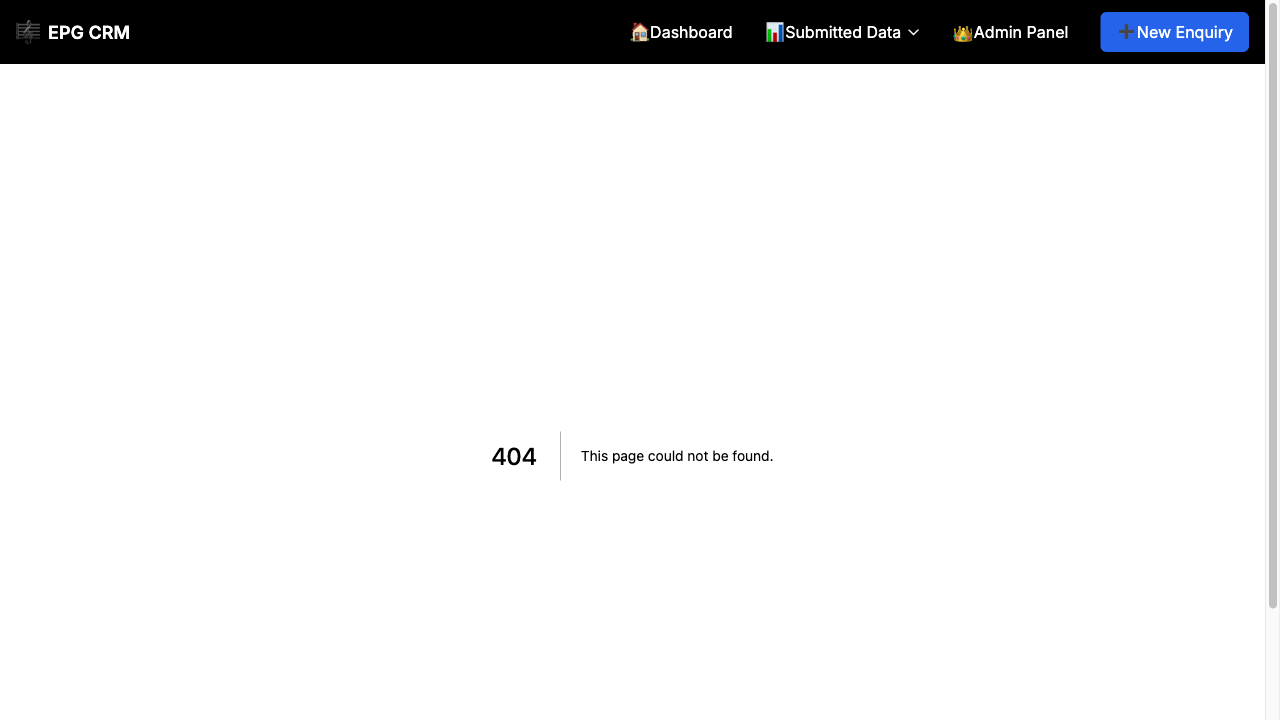 EPG CRM
Dashboard
Submitted Data
Admin Panel
New Enquiry
404
This page could not be found.